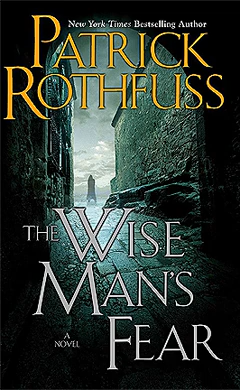 New York Times Bestselling Author
PATRICK
ROTHFUSS
THE WISE
MAN'S
A NOVEL
FEAR